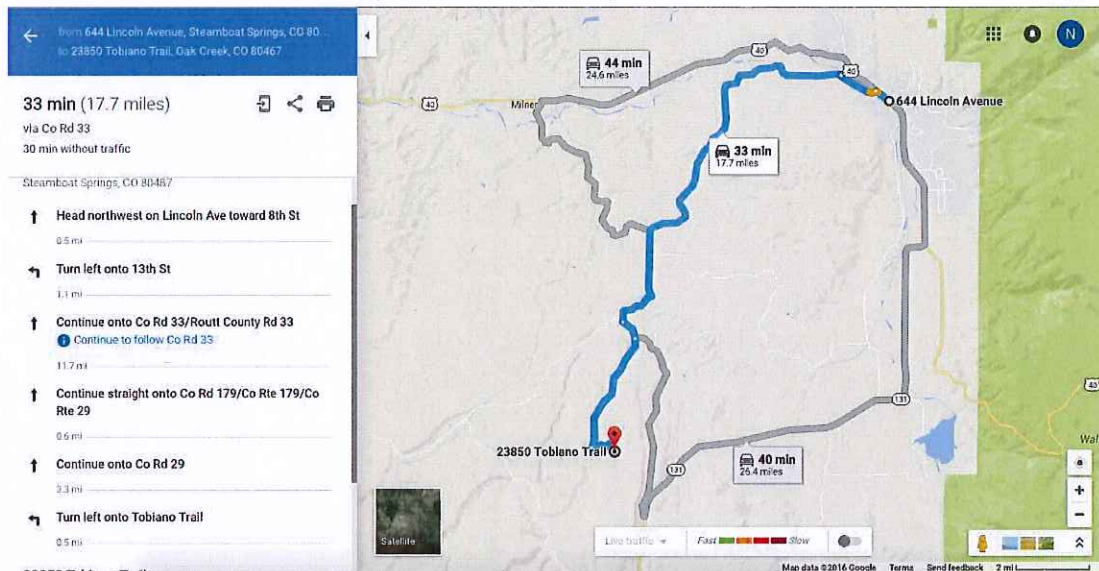 from 644 Lincoln Avenue, Steamboat Springs, CO 80...
to 23850 Tobiano Trail, Oak Creek, CO 80467
33 min (17.7 miles)
via Co Rd 33
30 min without traffic
Steamboat Springs, CO 80487
Head northwest on Lincoln Ave toward 8th St
0.5 mi
Turn left onto 13th St
1.1 mi
Continue onto Co Rd 33/Routt County Rd 33
Continue to follow Co Rd 33
11.7 mi
Continue straight onto Co Rd 179/Co Rte 179/Co
Rte 29
0.6 mi
Continue onto Co Rd 29
3.3 mi
Turn left onto Tobiano Trail
0.5 mi
40
44 min
24.6 miles
40
Milner
40
644 Lincoln Avenue
33 min
17.7 miles
N
131
40
23850 Tobiano Trail
131
40 min
26.4 miles
Satellite
Live traffic
Fast
Slow
+
−
Map data ©2016 Google
Terms
Send feedback
2 mi